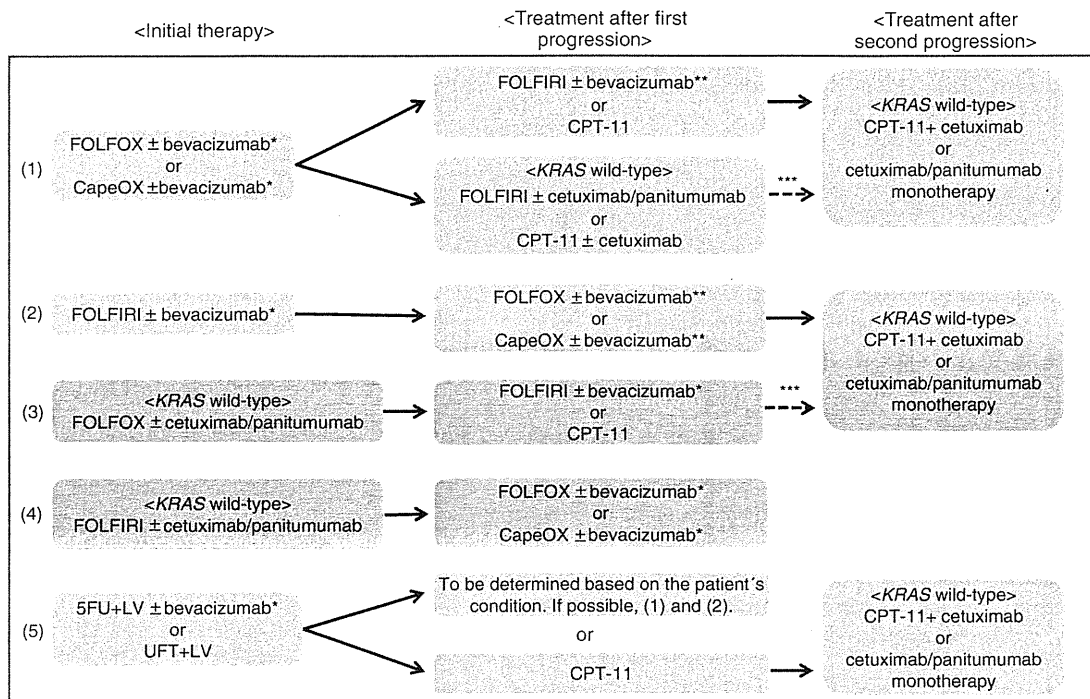 <Initial therapy>
<Treatment after first
progression>
<Treatment after
second progression>
(1)
FOLFOX ± bevacizumab*
or
CapeOX ±bevacizumab*
FOLFIRI ± bevacizumab**
or
CPT-11
<KRAS wild-type>
FOLFIRI ± cetuximab/panitumumab
or
CPT-11 ± cetuximab
***
<KRAS wild-type>
CPT-11+ cetuximab
or
cetuximab/panitumumab
monotherapy
(2)
FOLFIRI ± bevacizumab*
FOLFOX ± bevacizumab**
or
CapeOX ± bevacizumab**
(3)
<KRAS wild-type>
FOLFOX ± cetuximab/panitumumab
FOLFIRI ± bevacizumab*
or
CPT-11
***
<KRAS wild-type>
CPT-11+ cetuximab
or
cetuximab/panitumumab
monotherapy
(4)
<KRAS wild-type>
FOLFIRI ± cetuximab/panitumumab
FOLFOX ± bevacizumab*
or
CapeOX ± bevacizumab*
(5)
5FU+LV ± bevacizumab*
or
UFT+LV
To be determined based on the patient´s
condition. If possible, (1) and (2).
or
CPT-11
<KRAS wild-type>
CPT-11+ cetuximab
or
cetuximab/panitumumab
monotherapy